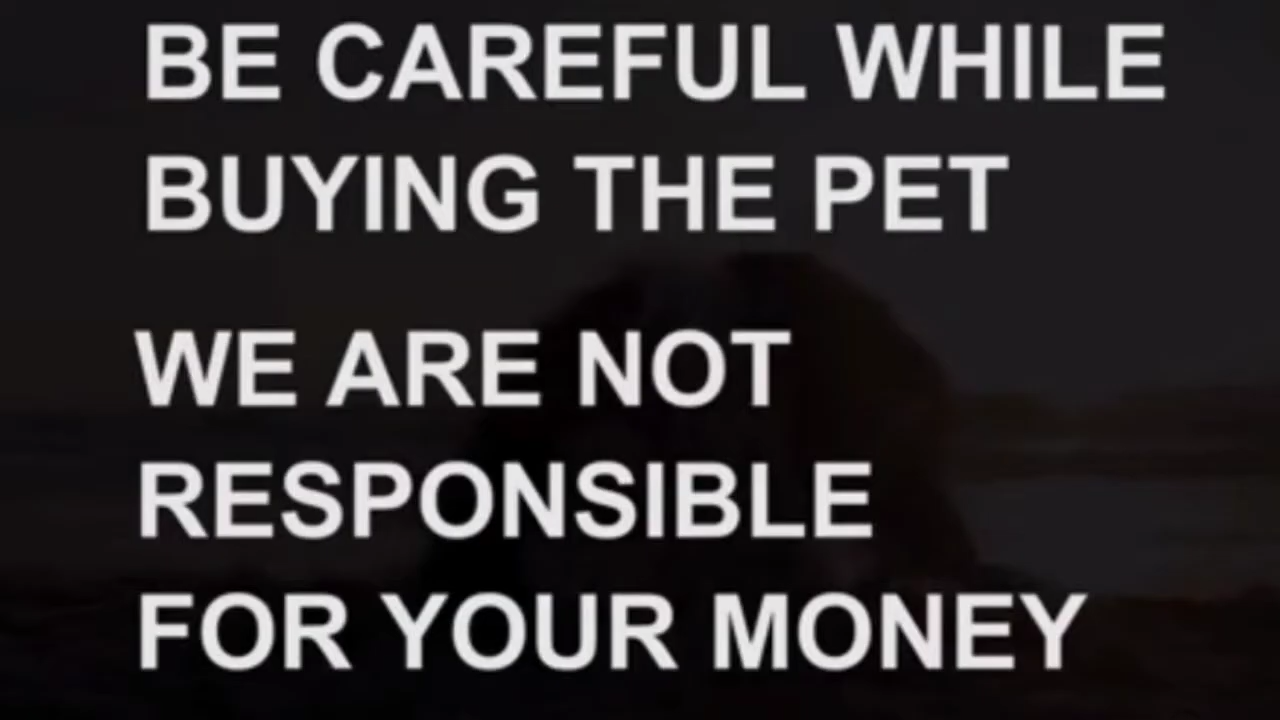 BE CAREFUL WHILE
BUYING THE PET
WE ARE NOT
RESPONSIBLE
FOR YOUR MONEY